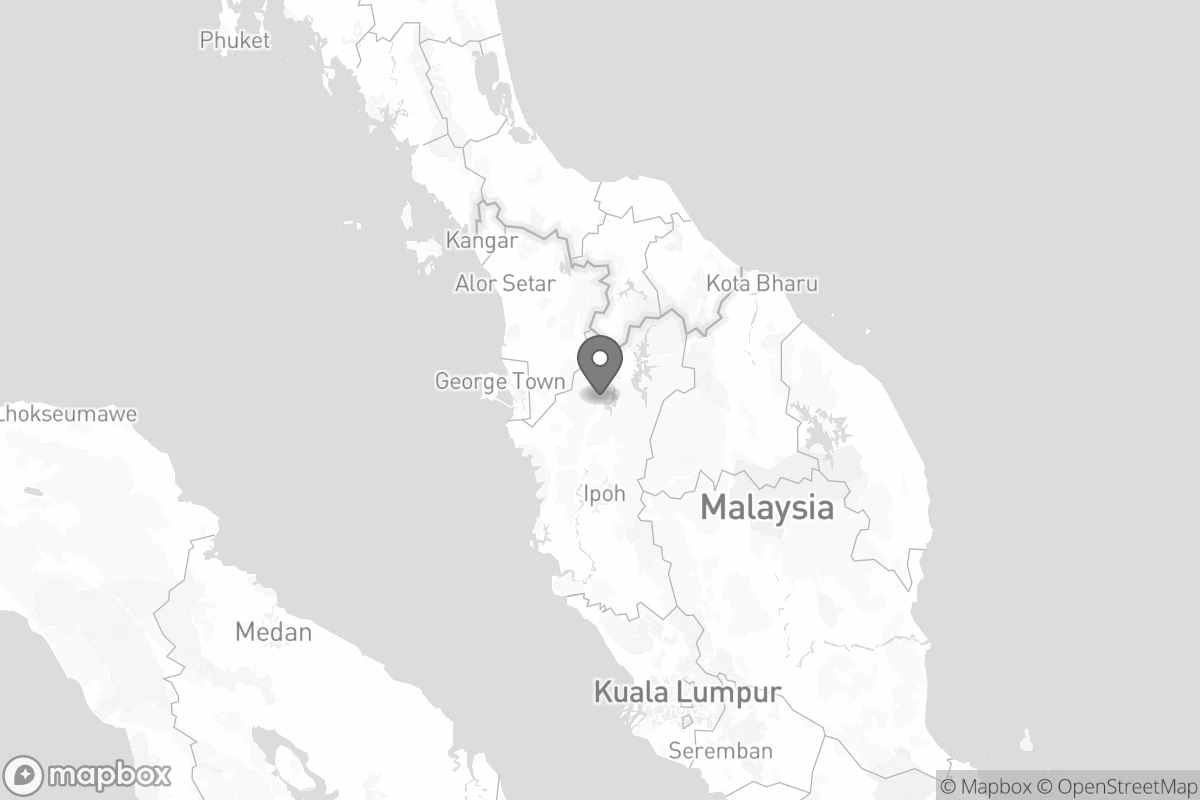 Phuket
Kangar
Alor Setar
Kota Bharu
George Town
Lhokseumawe
Ipoh
Malaysia
Medan
Kuala Lumpur
Seremban
mapbox
© Mapbox © OpenStreetMap